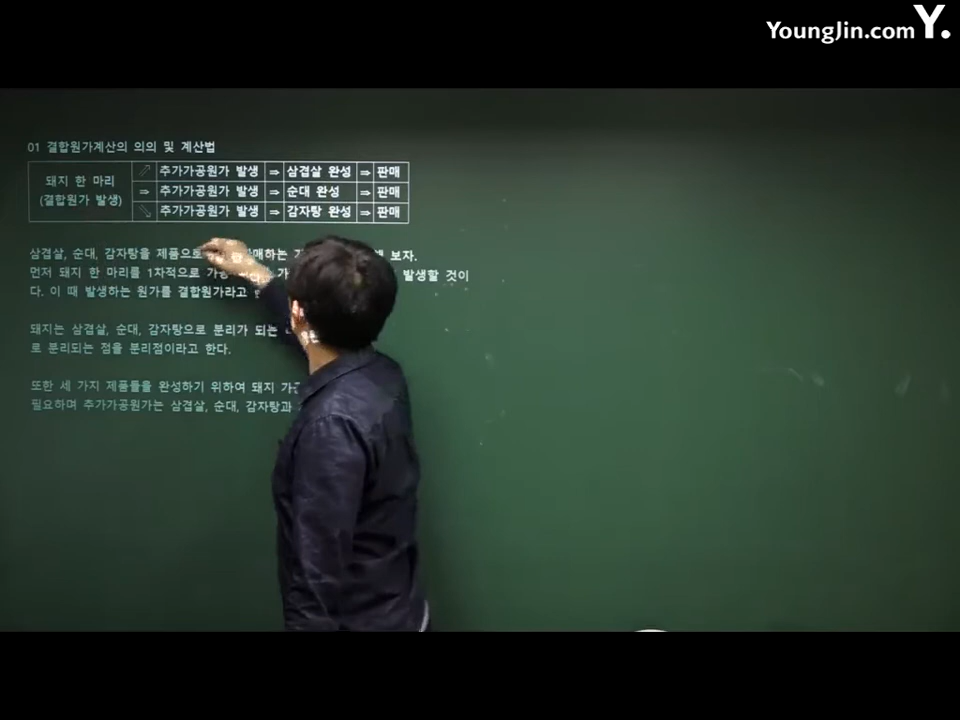 YoungJin.com Y.
01 결합원가계산의 의의 및 계산법
돼지 한 마리
(결합원가 발생)
⇗ 추가가공원가 발생 ⇒ 삼겹살 완성 ⇒ 판매
⇒ 추가가공원가 발생 ⇒ 순대 완성 ⇒ 판매
⇘ 추가가공원가 발생 ⇒ 감자탕 완성 ⇒ 판매
삼겹살, 순대, 감자탕을 제품으로 보자.
먼저 돼지 한 마리를 1차적으로 발생할 것이
다. 이 때 발생하는 원가를 결합원가라고
돼지는 삼겹살, 순대, 감자탕으로 분리가 되는
로 분리되는 점을 분리점이라고 한다.
또한 세 가지 제품들을 완성하기 위하여 돼지
필요하며 추가가공원가는 삼겹살, 순대, 감자탕과